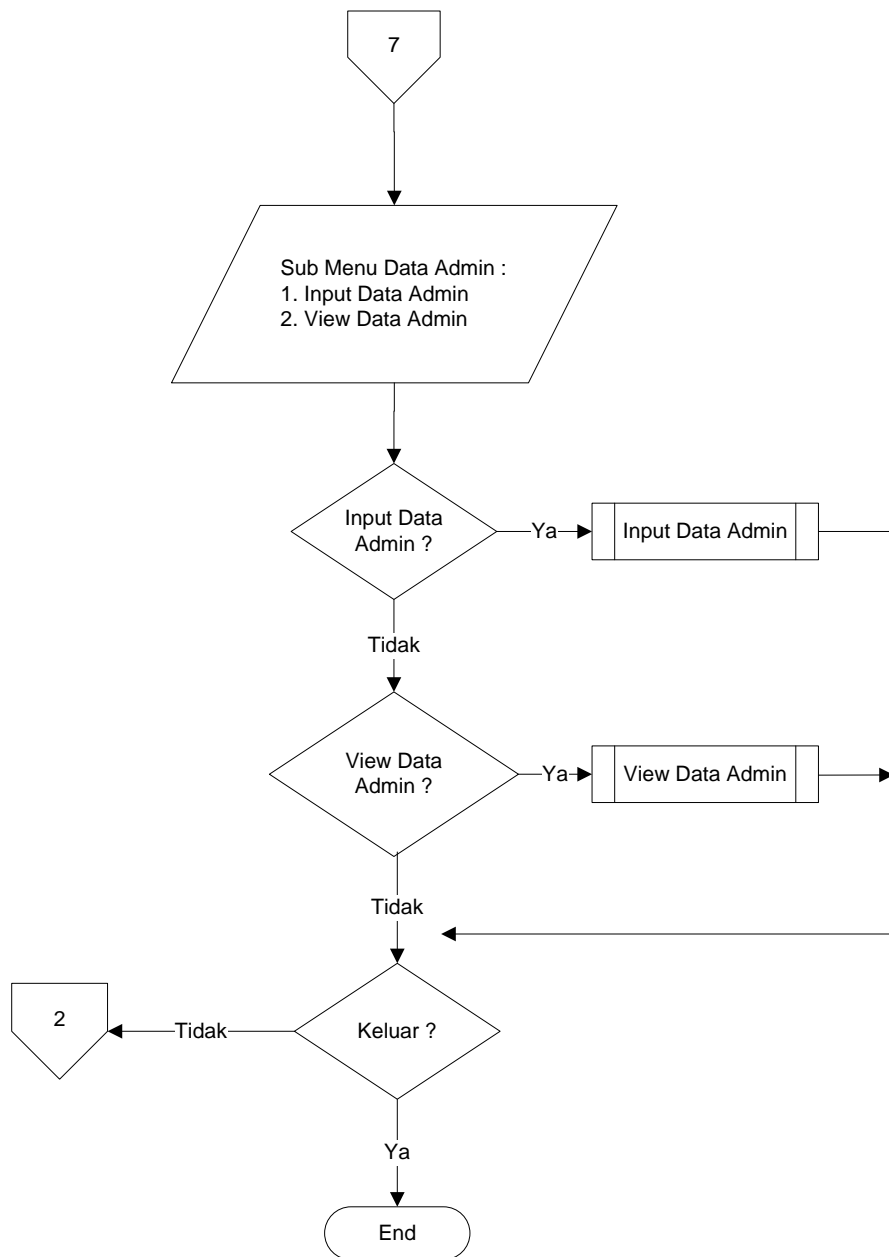 7
Sub Menu Data Admin :
1. Input Data Admin
2. View Data Admin
Input Data
Admin ?
Ya
Input Data Admin
Tidak
View Data
Admin ?
Ya
View Data Admin
Tidak
2
Tidak
Keluar ?
Ya
End